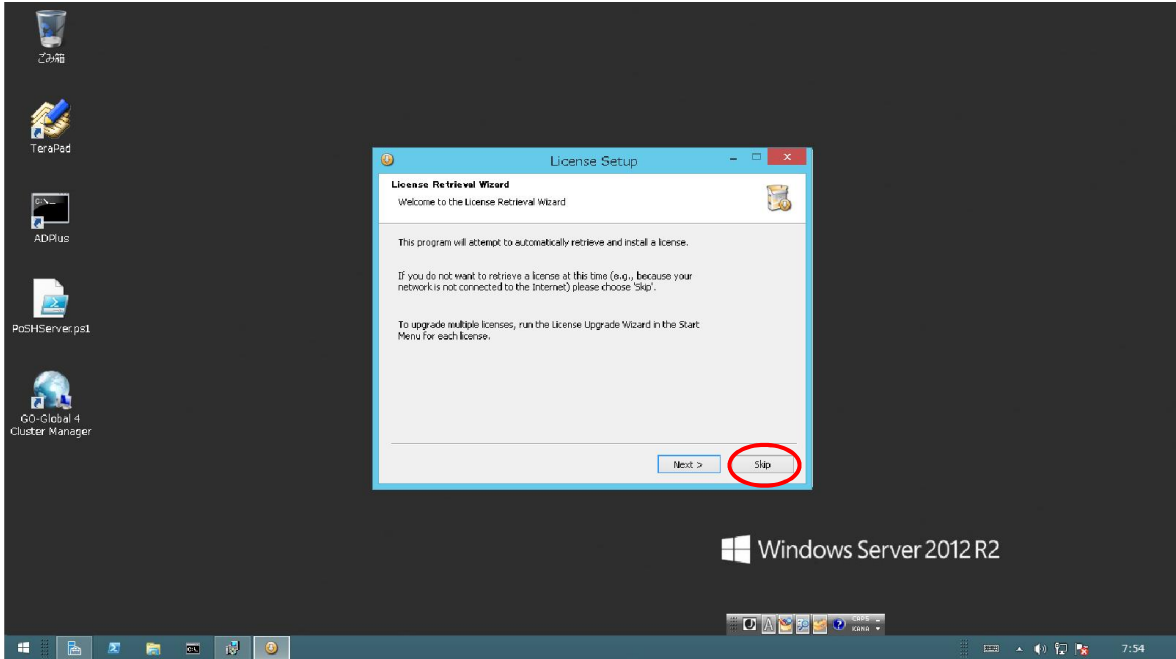 ごみ箱
TeraPad
ADPlus
PoSHServer.ps1
GO-Global 4
Cluster Manager
License Setup
License Retrieval Wizard
Welcome to the License Retrieval Wizard
This program will attempt to automatically retrieve and install a license.
If you do not want to retrieve a license at this time (e.g., because your
network is not connected to the Internet) please choose 'Skip'.
To upgrade multiple licenses, run the License Upgrade Wizard in the Start
Menu for each license.
Next >
Skip
Windows Server 2012 R2
A
CAPS
KANA
7:54